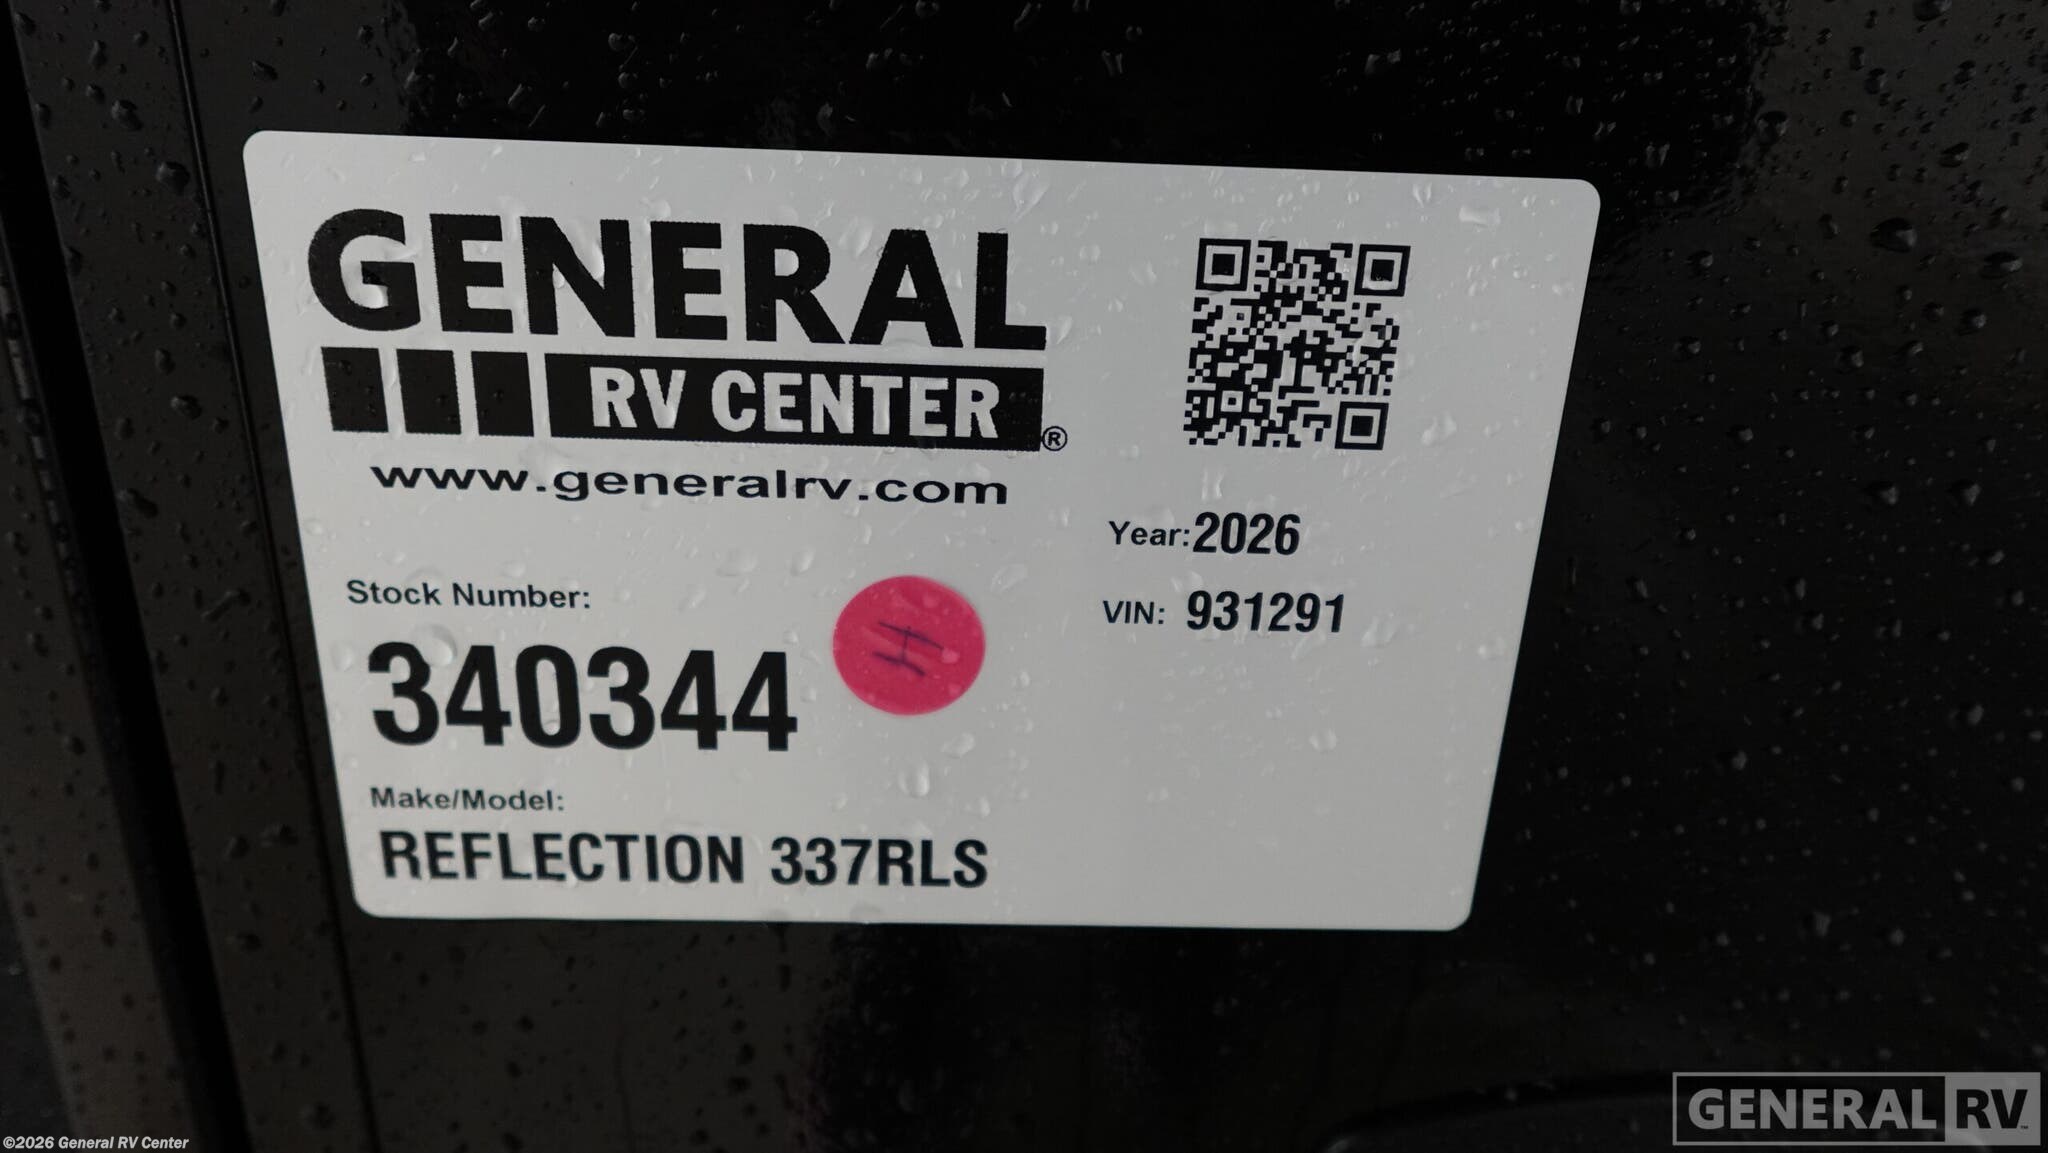 GENERAL
RV CENTER®
www.generalrv.com
Year: 2026
VIN: 931291
Stock Number:
340344
H
Make/Model:
REFLECTION 337RLS
©2026 General RV Center
GENERAL RV™